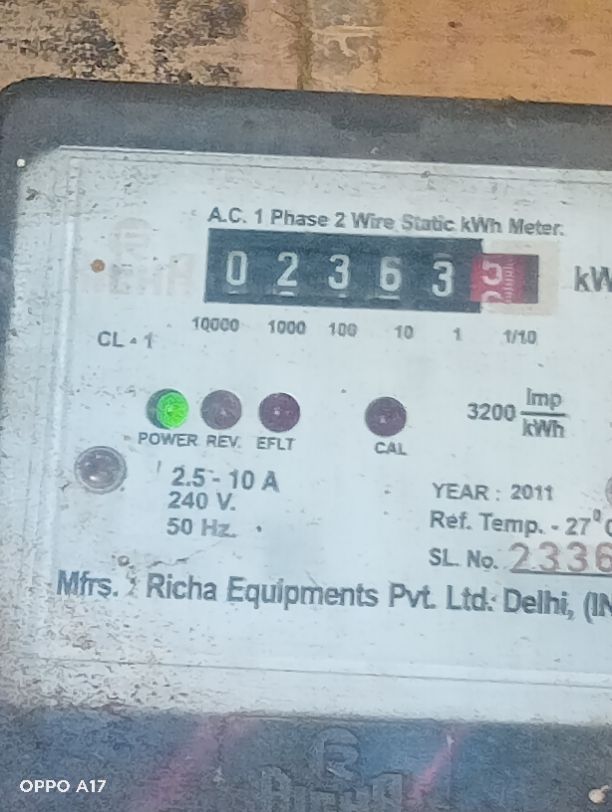 A.C. 1 Phase 2 Wire Static kWh Meter.
0 2 3 6 3 kW
10000 1000 100 10 1 1/10
CL - 1
3200 Imp/kWh
POWER REV. EFLT CAL
2.5 - 10 A
240 V.
50 Hz.
YEAR : 2011
Ref. Temp. - 27°C
SL. No. 2336
Mfrs. : Richa Equipments Pvt. Ltd. Delhi, (IN
OPPO A17